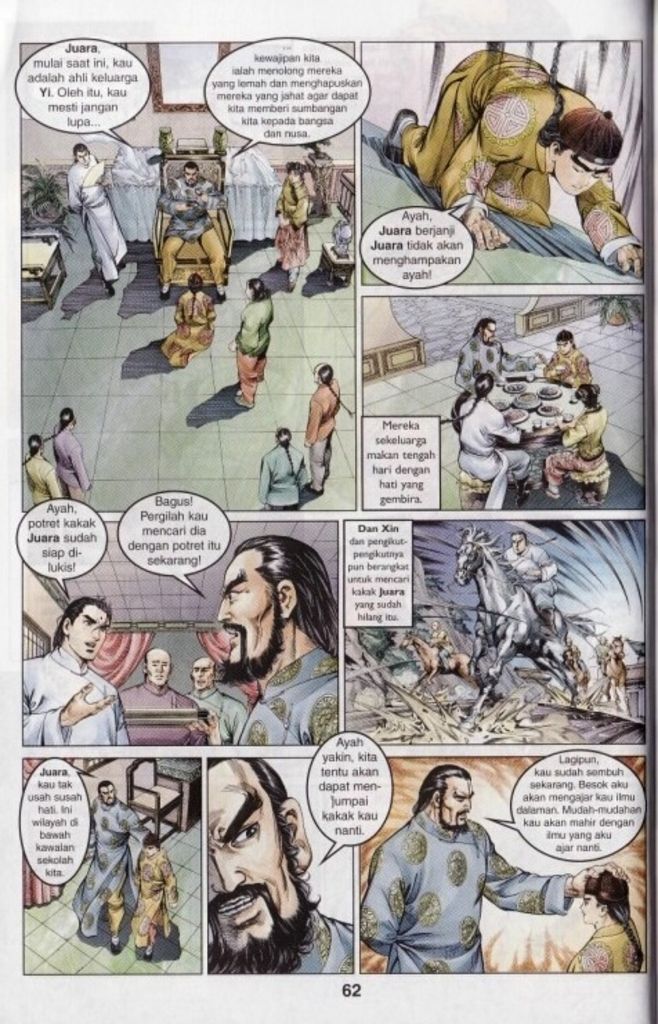 Juara,
mulai saat ini, kau
adalah ahli keluarga
Yi. Oleh itu, kau
mesti jangan
lupa...
...
kewajipan kita
ialah menolong mereka
yang lemah dan menghapuskan
mereka yang jahat agar dapat
kita memberi sumbangan
kita kepada bangsa
dan nusa.
Ayah,
Juara berjanji
Juara tidak akan
menghampakan
ayah!
Mereka
sekeluarga
makan tengah
hari dengan
hati yang
gembira.
Ayah,
potret kakak
Juara sudah
siap di-
lukis!
Bagus!
Pergilah kau
mencari dia
dengan potret itu
sekarang!
Dan Xin
dan pengikut-
pengikutnya
pun berangkat
untuk mencari
kakak Juara
yang sudah
hilang itu.
Juara,
kau tak
usah susah
hati. Ini
wilayah di
bawah
kawalan
sekolah
kita.
Ayah
yakin, kita
tentu akan
dapat men-
jumpai
kakak kau
nanti.
Lagipun,
kau sudah sembuh
sekarang. Besok aku
akan mengajar kau ilmu
dalaman. Mudah-mudahan
kau akan mahir dengan
ilmu yang aku
ajar nanti.
62